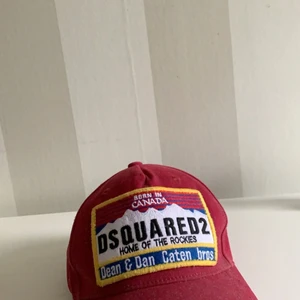 BORN IN
CANADA
DSQUARED2
HOME OF THE ROCKIES
Dean & Dan Caten bros